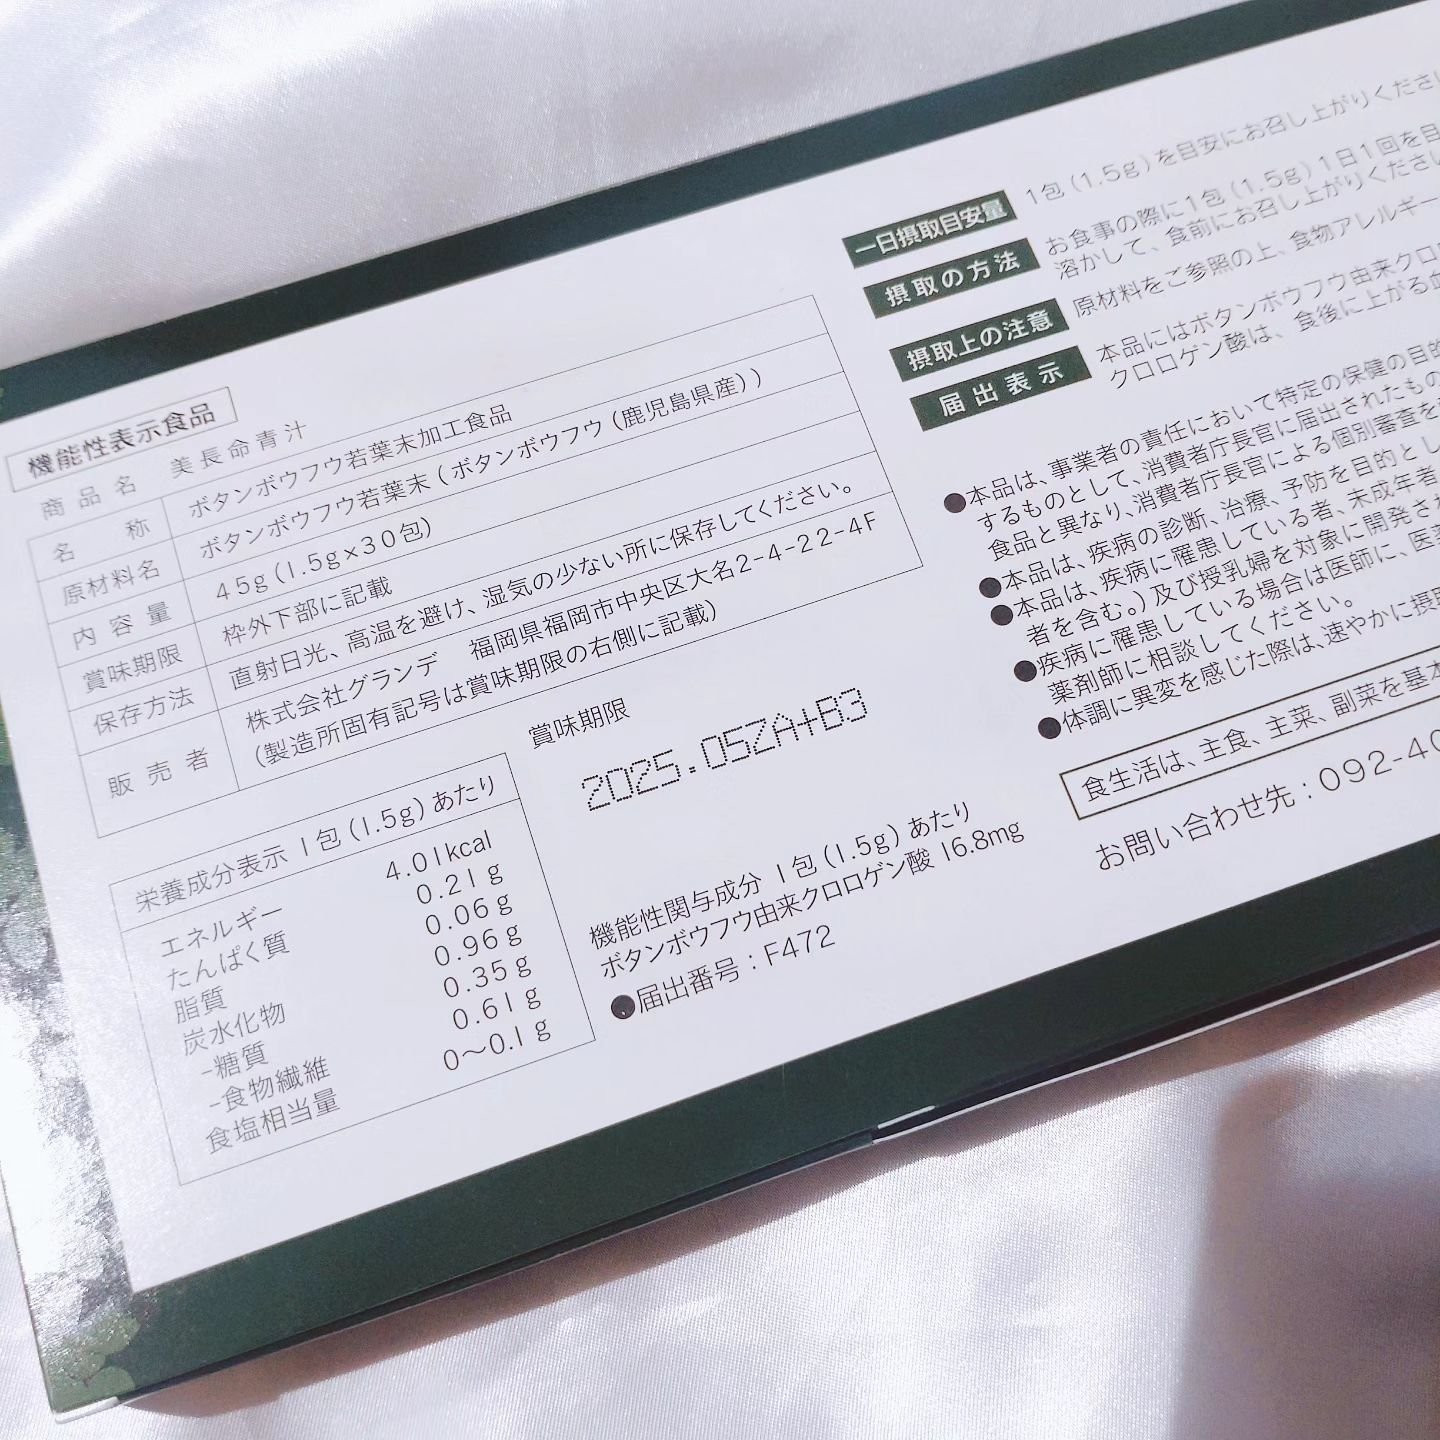 機能性表示食品
商品名 美長命青汁
名称 ボタンボウフウ若葉末加工食品
原材料名 ボタンボウフウ若葉末(ボタンボウフウ(鹿児島県産))
内容量 45g(1.5g×30包)
賞味期限 枠外下部に記載
保存方法 直射日光、高温を避け、湿気の少ない所に保存してください。
販売者 株式会社グランデ 福岡県福岡市中央区大名2-4-22-4F
(製造所固有記号は賞味期限の右側に記載)
賞味期限
2025.05ZA+B3
栄養成分表示 1包(1.5g)あたり
エネルギー 4.01kcal
たんぱく質 0.21g
脂質 0.06g
炭水化物 0.96g
-糖質 0.35g
-食物繊維 0.61g
食塩相当量 0〜0.1g
機能性関与成分 1包(1.5g)あたり
ボタンボウフウ由来クロロゲン酸 16.8mg
●届出番号:F472
一日摂取目安量 1包(1.5g)を目安にお召し上がりくださ
摂取の方法 お食事の際に1包(1.5g)1日1回を目
溶かして、食前にお召し上がりくださ
摂取上の注意 原材料をご参照の上、食物アレルギー
届出表示 本品にはボタンボウフウ由来クロロ
クロロゲン酸は、食後に上がる血
●本品は、事業者の責任において特定の保健の目的
するものとして、消費者庁長官に届出されたもの
食品と異なり、消費者庁長官による個別審査を
●本品は、疾病の診断、治療、予防を目的とし
●本品は、疾病に罹患している者、未成年者
者を含む。)及び授乳婦を対象に開発され
●疾病に罹患している場合は医師に、医薬
薬剤師に相談してください。
●体調に異変を感じた際は、速やかに摂取
食生活は、主食、主菜、副菜を基本
お問い合わせ先:092-40